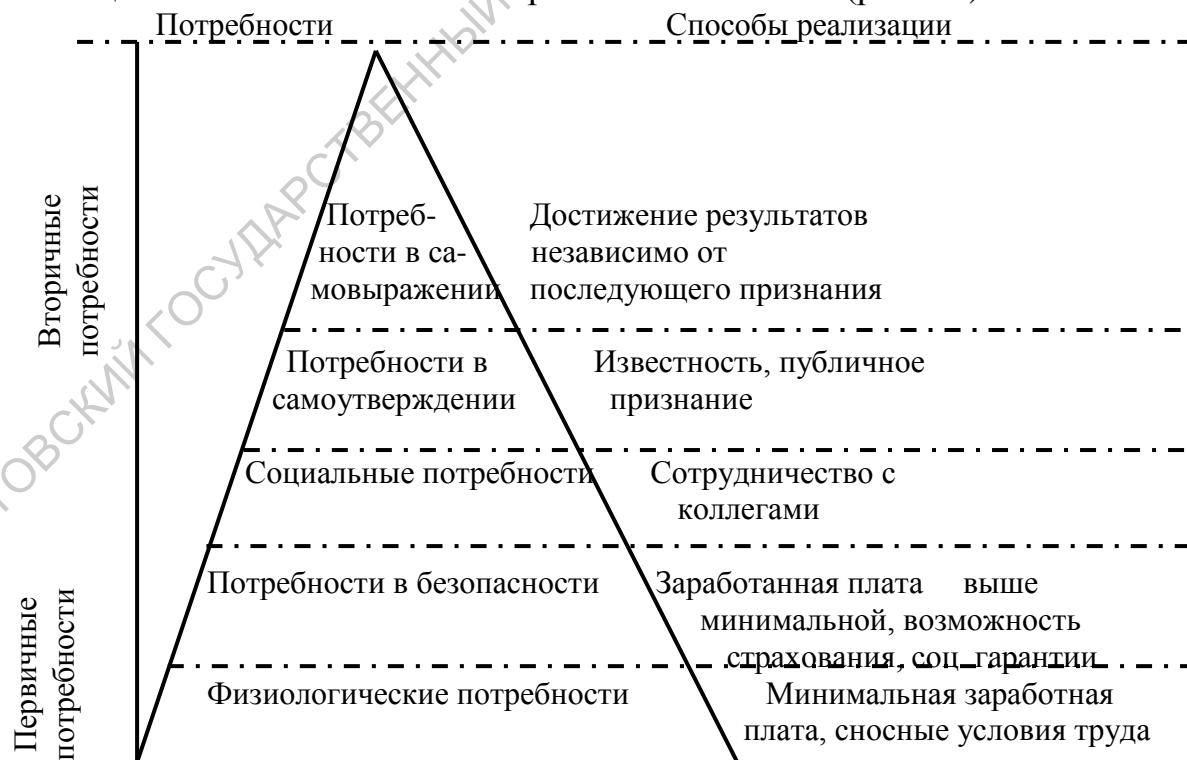 Потребности Способы реализации
Вторичные
потребности
Потреб-
ности в са-
мовыражении
Достижение результатов
независимо от
последующего признания
Потребности в
самоутверждении
Известность, публичное
признание
Социальные потребности
Сотрудничество с
коллегами
Первичные
потребности
Потребности в безопасности
Заработанная плата выше
минимальной, возможность
страхования, соц. гарантии
Физиологические потребности
Минимальная заработная
плата, сносные условия труда
ТОВСКИЙ ГОСУДАРСТВЕННЫЙ